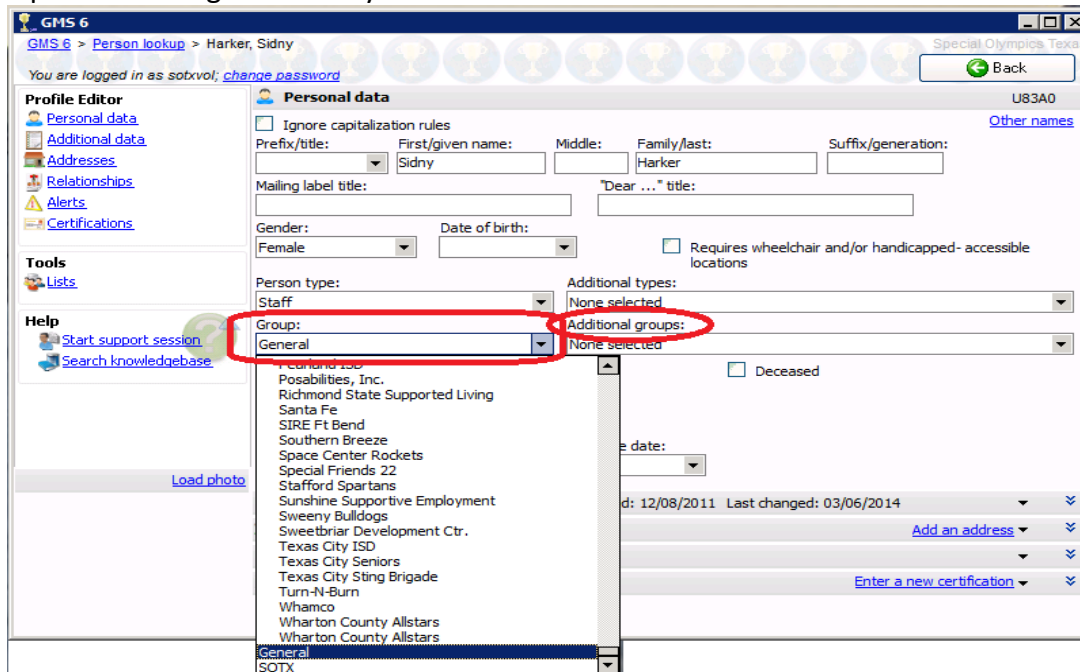 GMS 6
GMS 6 > Person lookup > Harker, Sidny
Special Olympics Texa
You are logged in as sotxvol; change password
Back
Profile Editor
Personal data
Additional data
Addresses
Relationships
Alerts
Certifications
Tools
Lists
Help
Start support session
Search knowledgebase
Load photo
Personal data
U83A0
Ignore capitalization rules
Other names
Prefix/title: First/given name: Middle: Family/last: Suffix/generation:
Sidny Harker
Mailing label title: "Dear ..." title:
Gender: Date of birth:
Female
Requires wheelchair and/or handicapped- accessible
locations
Person type: Additional types:
Staff None selected
Group: Additional groups:
General None selected
Deceased
Posabilities, Inc.
Richmond State Supported Living
Santa Fe
SIRE Ft Bend
Southern Breeze
Space Center Rockets
e date:
Special Friends 22
Stafford Spartans
Sunshine Supportive Employment
d: 12/08/2011 Last changed: 03/06/2014
Sweeny Bulldogs
Sweetbriar Development Ctr.
Add an address
Texas City ISD
Texas City Seniors
Texas City Sting Brigade
Turn-N-Burn
Enter a new certification
Whamco
Wharton County Allstars
Wharton County Allstars
General
SOTX